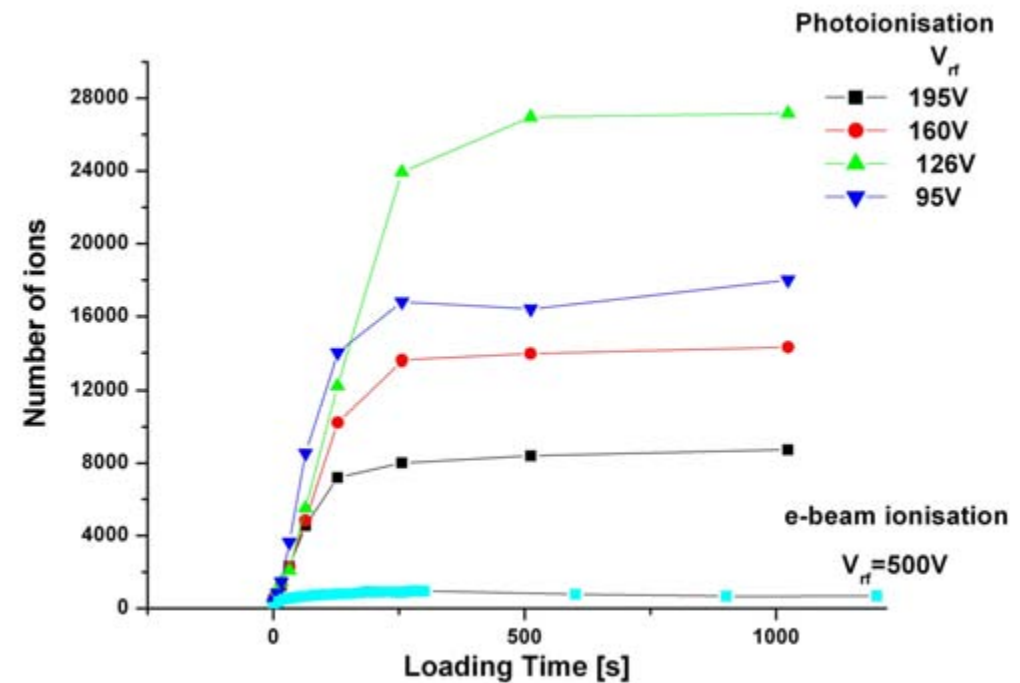 Photoionisation
Vrf
195V
160V
126V
95V
28000
24000
20000
16000
12000
8000
4000
0
Number of ions
e-beam ionisation
Vrf=500V
0
500
1000
Loading Time [s]